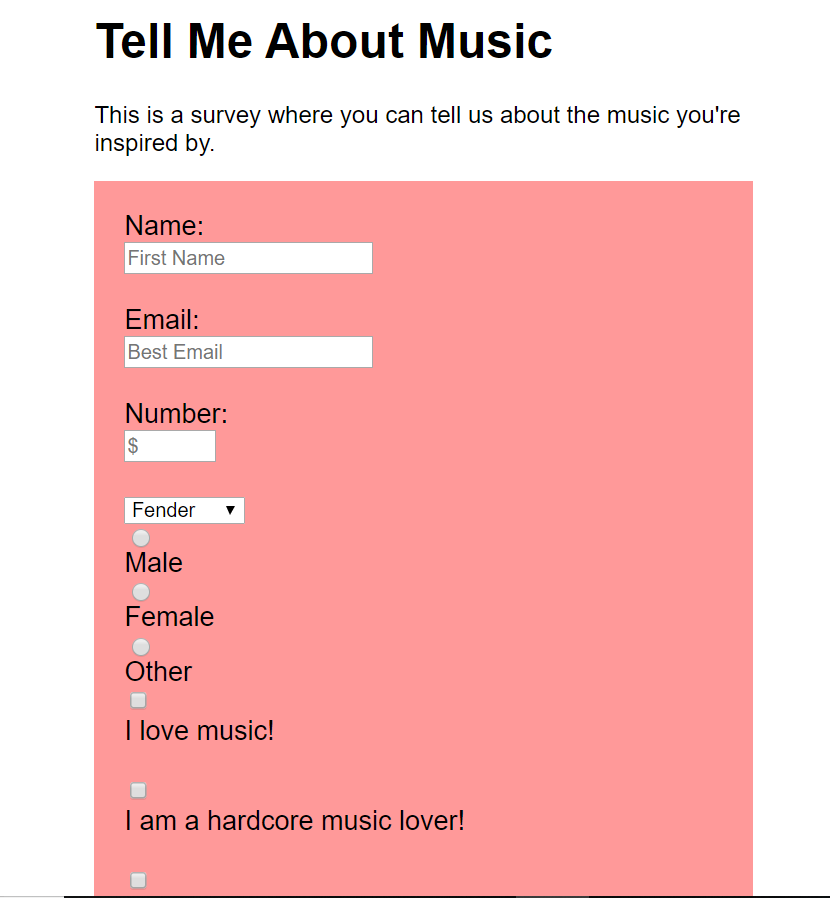 Tell Me About Music
This is a survey where you can tell us about the music you're
inspired by.
Name:
First Name
Email:
Best Email
Number:
$
Fender
Male
Female
Other
I love music!
I am a hardcore music lover!